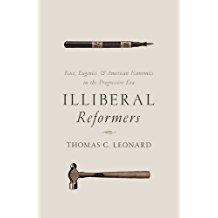 Race, Eugenics & American Economics
in the Progressive Era
ILLIBERAL
Reformers
THOMAS C. LEONARD